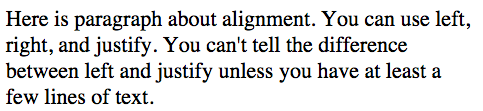 Here is paragraph about alignment. You can use left,
right, and justify. You can't tell the difference
between left and justify unless you have at least a
few lines of text.